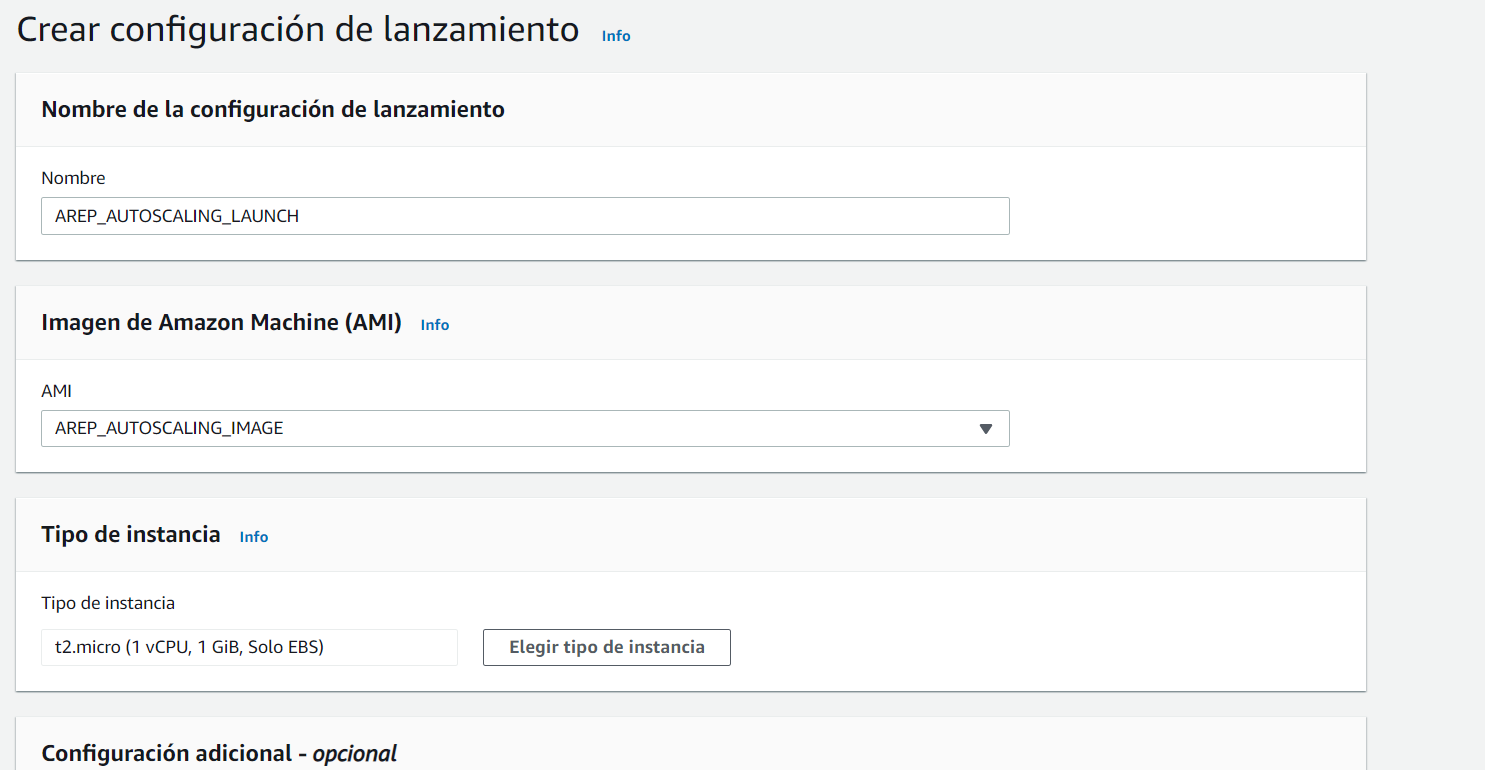 Crear configuración de lanzamiento Info
Nombre de la configuración de lanzamiento
Nombre
AREP_AUTOSCALING_LAUNCH
Imagen de Amazon Machine (AMI) Info
AMI
AREP_AUTOSCALING_IMAGE
Tipo de instancia Info
Tipo de instancia
t2.micro (1 vCPU, 1 GiB, Solo EBS) Elegir tipo de instancia
Configuración adicional - opcional